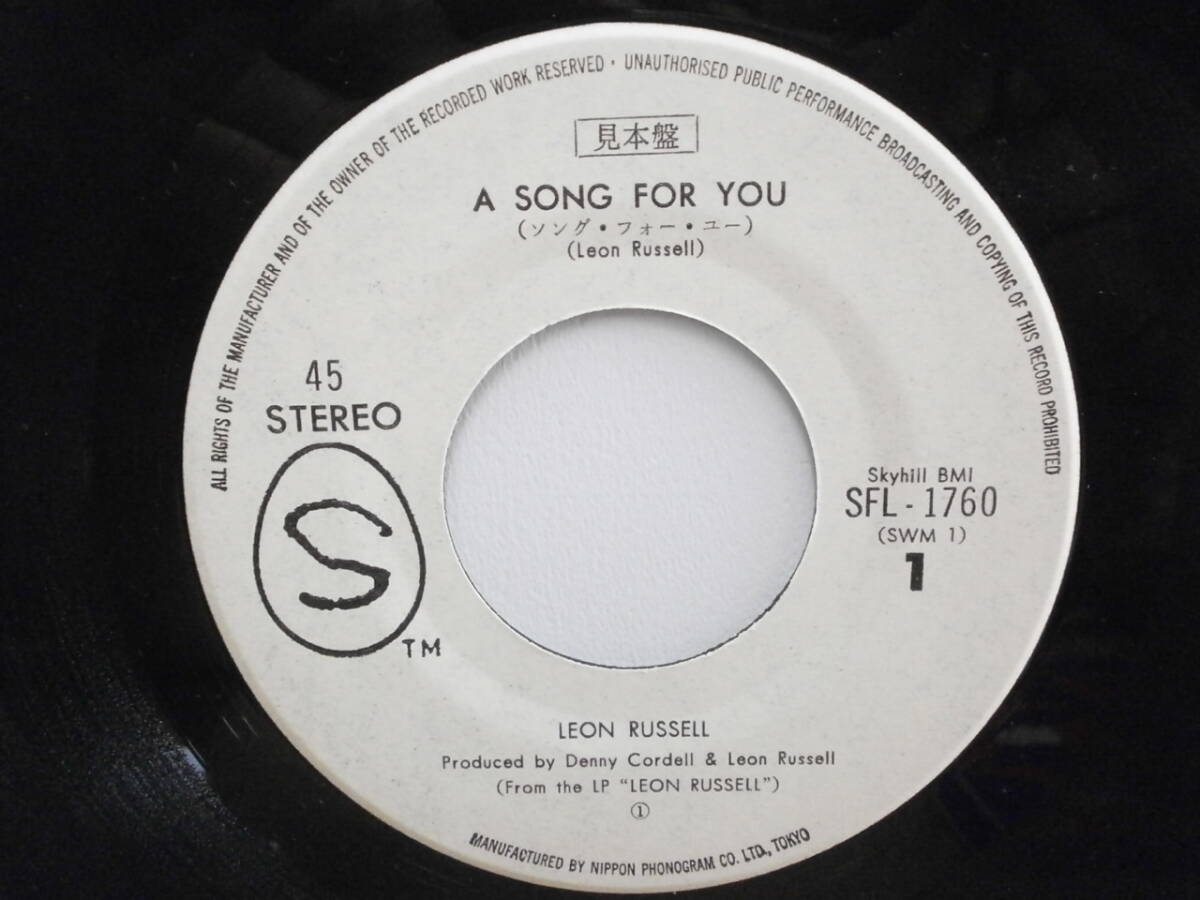 ALL RIGHTS OF THE MANUFACTURER AND OF THE OWNER OF THE RECORDED WORK RESERVED · UNAUTHORISED PUBLIC PERFORMANCE BROADCASTING AND COPYING OF THIS RECORD PROHIBITED
見本盤
A SONG FOR YOU
(ソング・フォー・ユー)
(Leon Russell)
45
STEREO
S
TM
Skyhill BMI
SFL-1760
(SWM 1)
1
LEON RUSSELL
Produced by Denny Cordell & Leon Russell
(From the LP “LEON RUSSELL”)
①
MANUFACTURED BY NIPPON PHONOGRAM CO. LTD., TOKYO